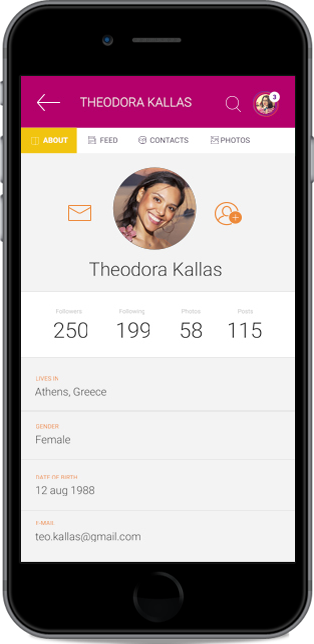 THEODORA KALLAS
3
ABOUT FEED CONTACTS PHOTOS
Theodora Kallas
Followers Following Photos Posts
250 199 58 115
LIVES IN
Athens, Greece
GENDER
Female
DATE OF BIRTH
12 aug 1988
E-MAIL
teo.kallas@gmail.com